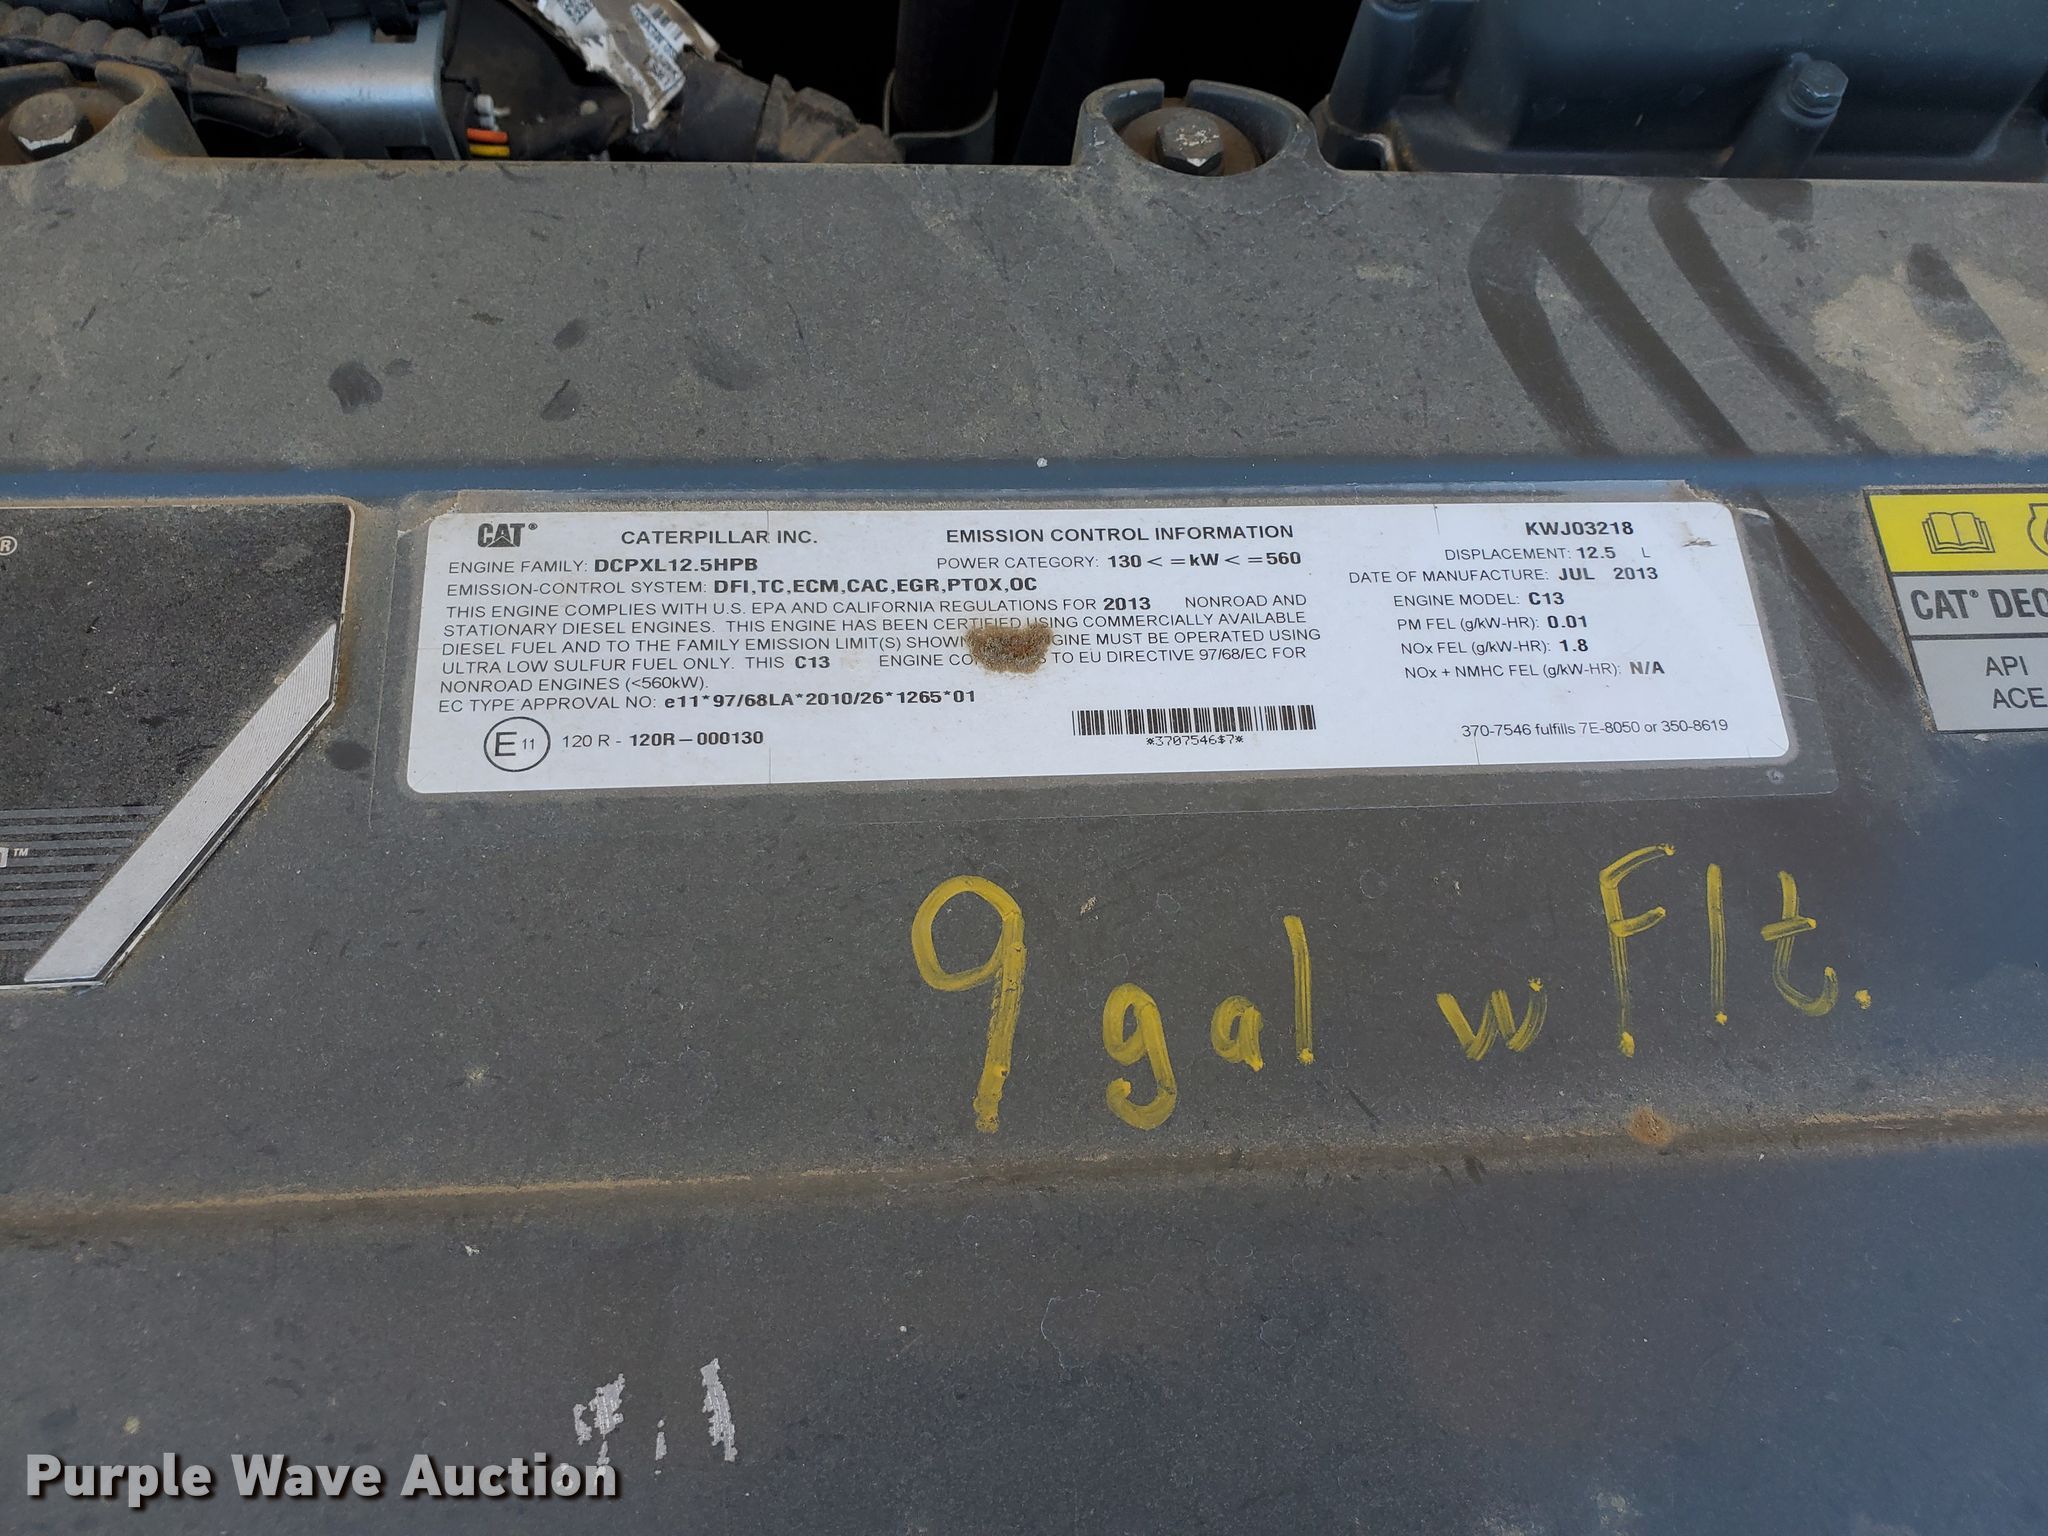 CAT® CATERPILLAR INC. EMISSION CONTROL INFORMATION KWJ03218
ENGINE FAMILY: DCPXL12.5HPB POWER CATEGORY: 130 < =kW < =560 DISPLACEMENT: 12.5 L
EMISSION-CONTROL SYSTEM: DFI,TC,ECM,CAC,EGR,PTOX,OC DATE OF MANUFACTURE: JUL 2013
THIS ENGINE COMPLIES WITH U.S. EPA AND CALIFORNIA REGULATIONS FOR 2013 NONROAD AND
STATIONARY DIESEL ENGINES. THIS ENGINE HAS BEEN CERTIFIED USING COMMERCIALLY AVAILABLE
DIESEL FUEL AND TO THE FAMILY EMISSION LIMIT(S) SHOWN MUST BE OPERATED USING
ULTRA LOW SULFUR FUEL ONLY. THIS C13 ENGINE TO EU DIRECTIVE 97/68/EC FOR
NONROAD ENGINES (<560kW).
EC TYPE APPROVAL NO: e11*97/68LA*2010/26*1265*01
ENGINE MODEL: C13
PM FEL (g/kW-HR): 0.01
NOx FEL (g/kW-HR): 1.8
NOx + NMHC FEL (g/kW-HR): N/A
E 11 120 R - 120R-000130
*3707546$7*
370-7546 fulfills 7E-8050 or 350-8619
®
™
CAT® DEO
API
ACE
9 gal w Flt.
Purple Wave Auction